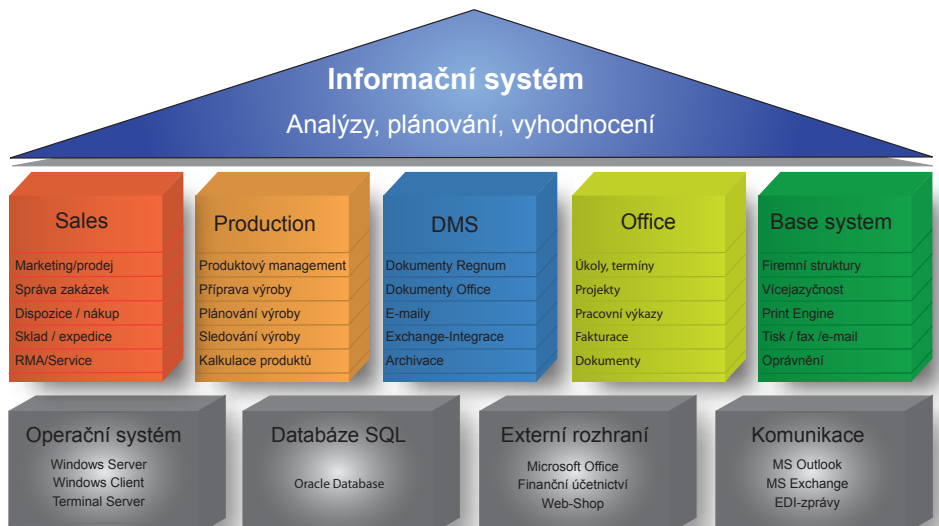 Informační systém
Analýzy, plánování, vyhodnocení
Sales
Marketing/prodej
Správa zakázek
Dispozice / nákup
Sklad / expedice
RMA/Service
Production
Produktový management
Příprava výroby
Plánování výroby
Sledování výroby
Kalkulace produktů
DMS
Dokumenty Regnum
Dokumenty Office
E-maily
Exchange-Integrace
Archivace
Office
Úkoly, termíny
Projekty
Pracovní výkazy
Fakturace
Dokumenty
Base system
Firemní struktury
Vícejazyčnost
Print Engine
Tisk / fax /e-mail
Oprávnění
Operační systém
Windows Server
Windows Client
Terminal Server
Databáze SQL
Oracle Database
Externí rozhraní
Microsoft Office
Finanční účetnictví
Web-Shop
Komunikace
MS Outlook
MS Exchange
EDI-zprávy